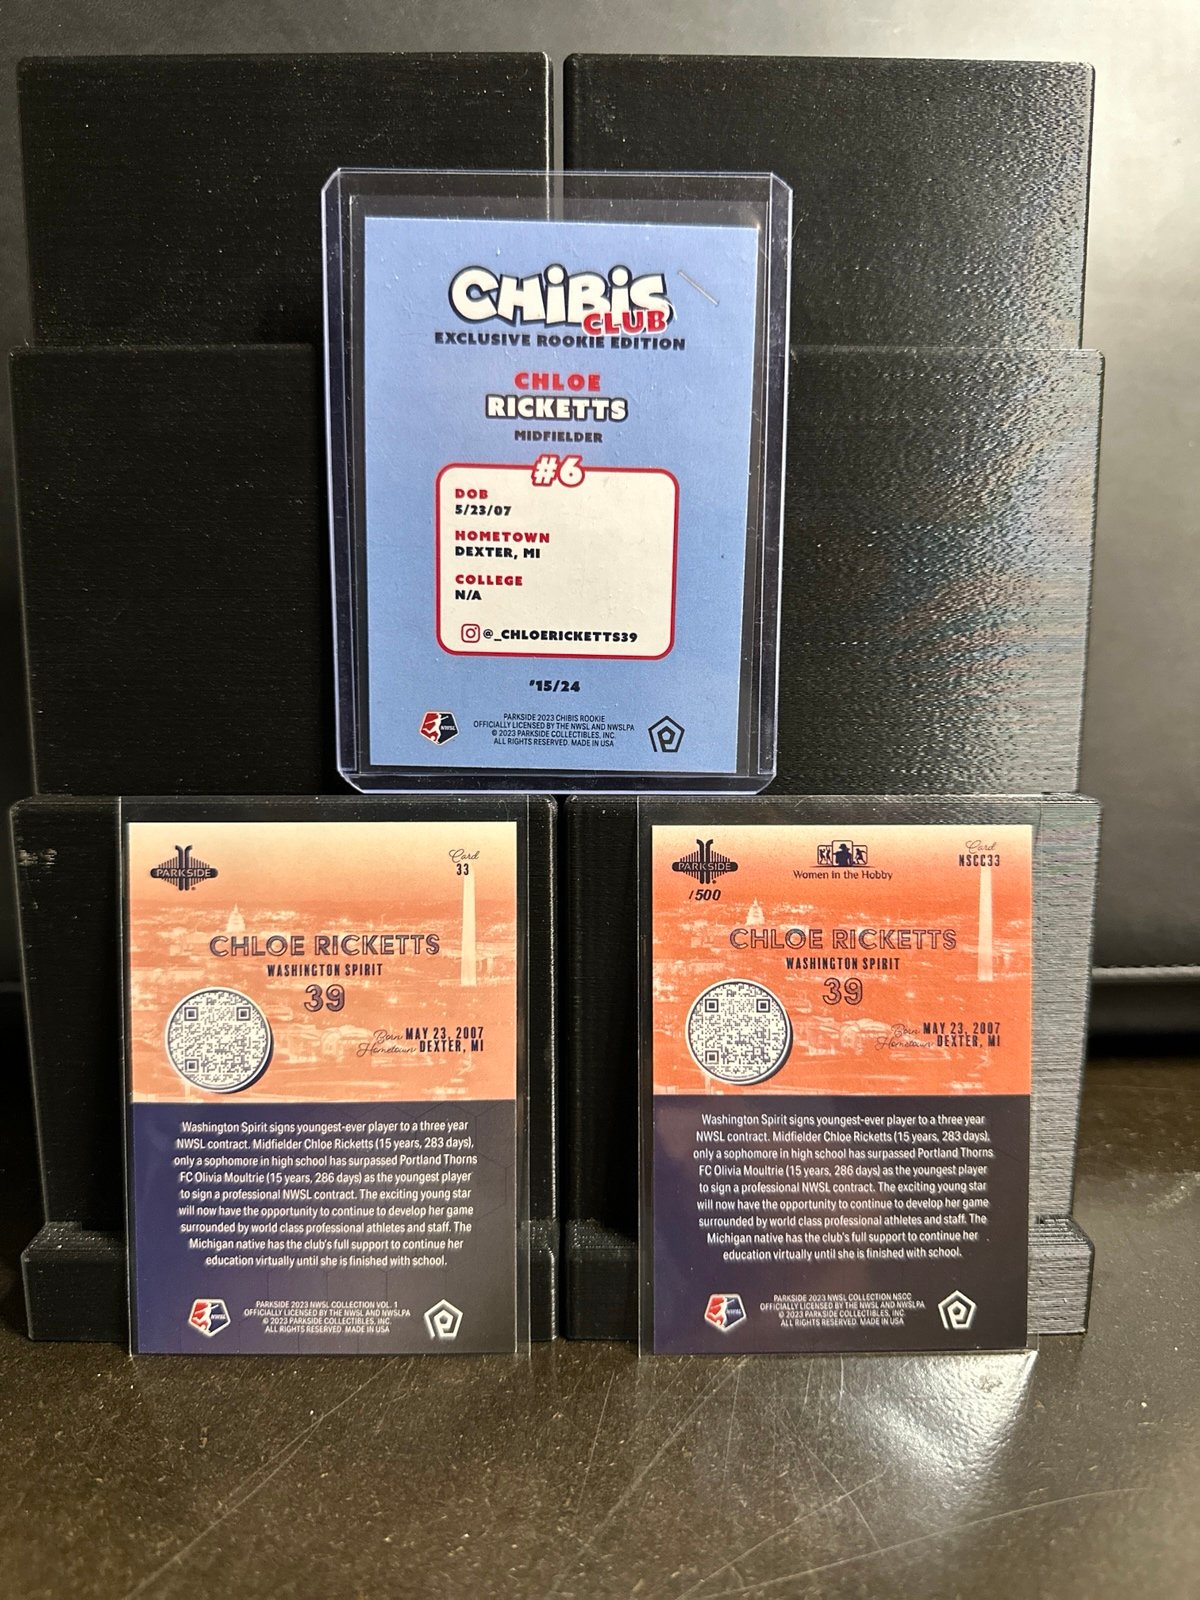 CHiBiS
CLUB
EXCLUSIVE ROOKIE EDITION
CHLOE
RICKETTS
MIDFIELDER
#6
DOB
5/23/07
HOMETOWN
DEXTER, MI
COLLEGE
N/A
@_CHLOERICKETTS39
#15/24
NWSL
PARKSIDE 2023 CHIBIS ROOKIE
OFFICIALLY LICENSED BY THE NWSL AND NWSLPA
© 2023 PARKSIDE COLLECTIBLES, INC.
ALL RIGHTS RESERVED. MADE IN USA
PARKSIDE
Card
33
CHLOE RICKETTS
WASHINGTON SPIRIT
39
Born MAY 23, 2007
Hometown DEXTER, MI
Washington Spirit signs youngest-ever player to a three year
NWSL contract. Midfielder Chloe Ricketts (15 years, 283 days),
only a sophomore in high school has surpassed Portland Thorns
FC Olivia Moultrie (15 years, 286 days) as the youngest player
to sign a professional NWSL contract. The exciting young star
will now have the opportunity to continue to develop her game
surrounded by world class professional athletes and staff. The
Michigan native has the club's full support to continue her
education virtually until she is finished with school.
NWSL
PARKSIDE 2023 NWSL COLLECTION VOL. 1
OFFICIALLY LICENSED BY THE NWSL AND NWSLPA
© 2023 PARKSIDE COLLECTIBLES, INC.
ALL RIGHTS RESERVED. MADE IN USA
PARKSIDE
/500
Women in the Hobby
Card
NSCC33
CHLOE RICKETTS
WASHINGTON SPIRIT
39
Born MAY 23, 2007
Hometown DEXTER, MI
Washington Spirit signs youngest-ever player to a three year
NWSL contract. Midfielder Chloe Ricketts (15 years, 283 days),
only a sophomore in high school has surpassed Portland Thorns
FC Olivia Moultrie (15 years, 286 days) as the youngest player
to sign a professional NWSL contract. The exciting young star
will now have the opportunity to continue to develop her game
surrounded by world class professional athletes and staff. The
Michigan native has the club's full support to continue her
education virtually until she is finished with school.
NWSL
PARKSIDE 2023 NWSL COLLECTION NSCC
OFFICIALLY LICENSED BY THE NWSL AND NWSLPA
© 2023 PARKSIDE COLLECTIBLES, INC.
ALL RIGHTS RESERVED. MADE IN USA